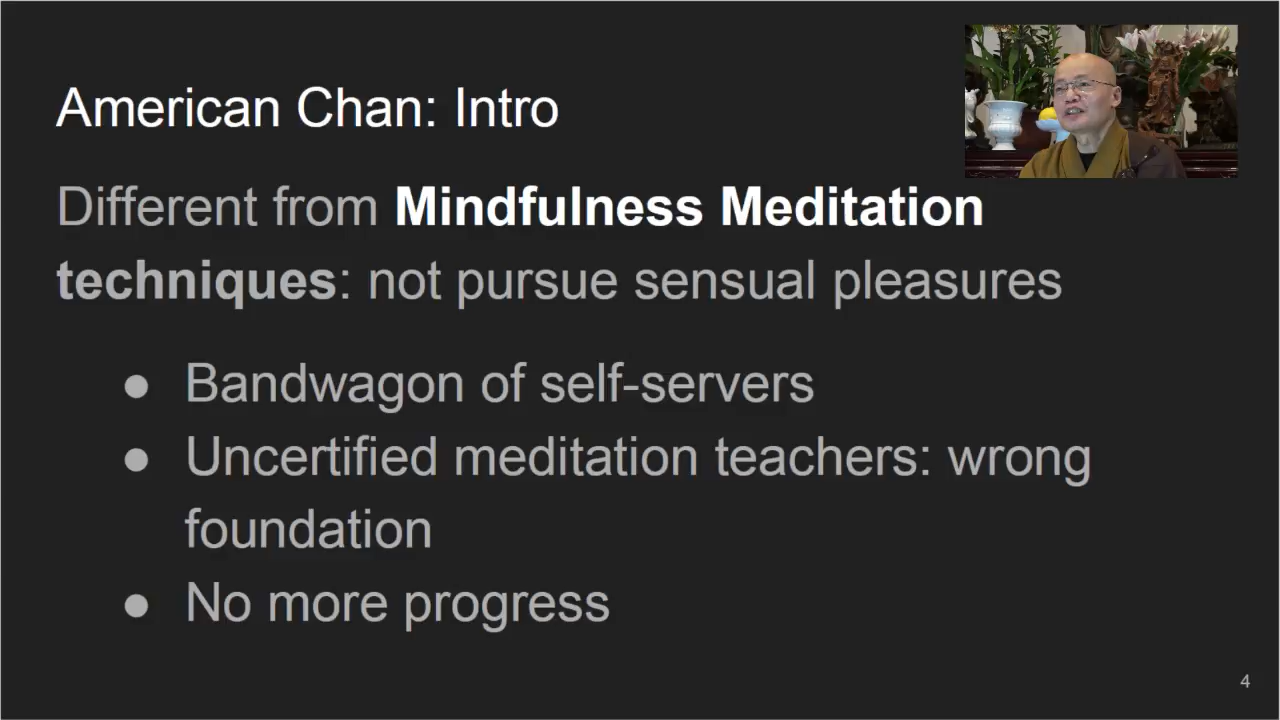 American Chan: Intro
Different from Mindfulness Meditation
techniques: not pursue sensual pleasures
● Bandwagon of self-servers
● Uncertified meditation teachers: wrong
foundation
● No more progress
4